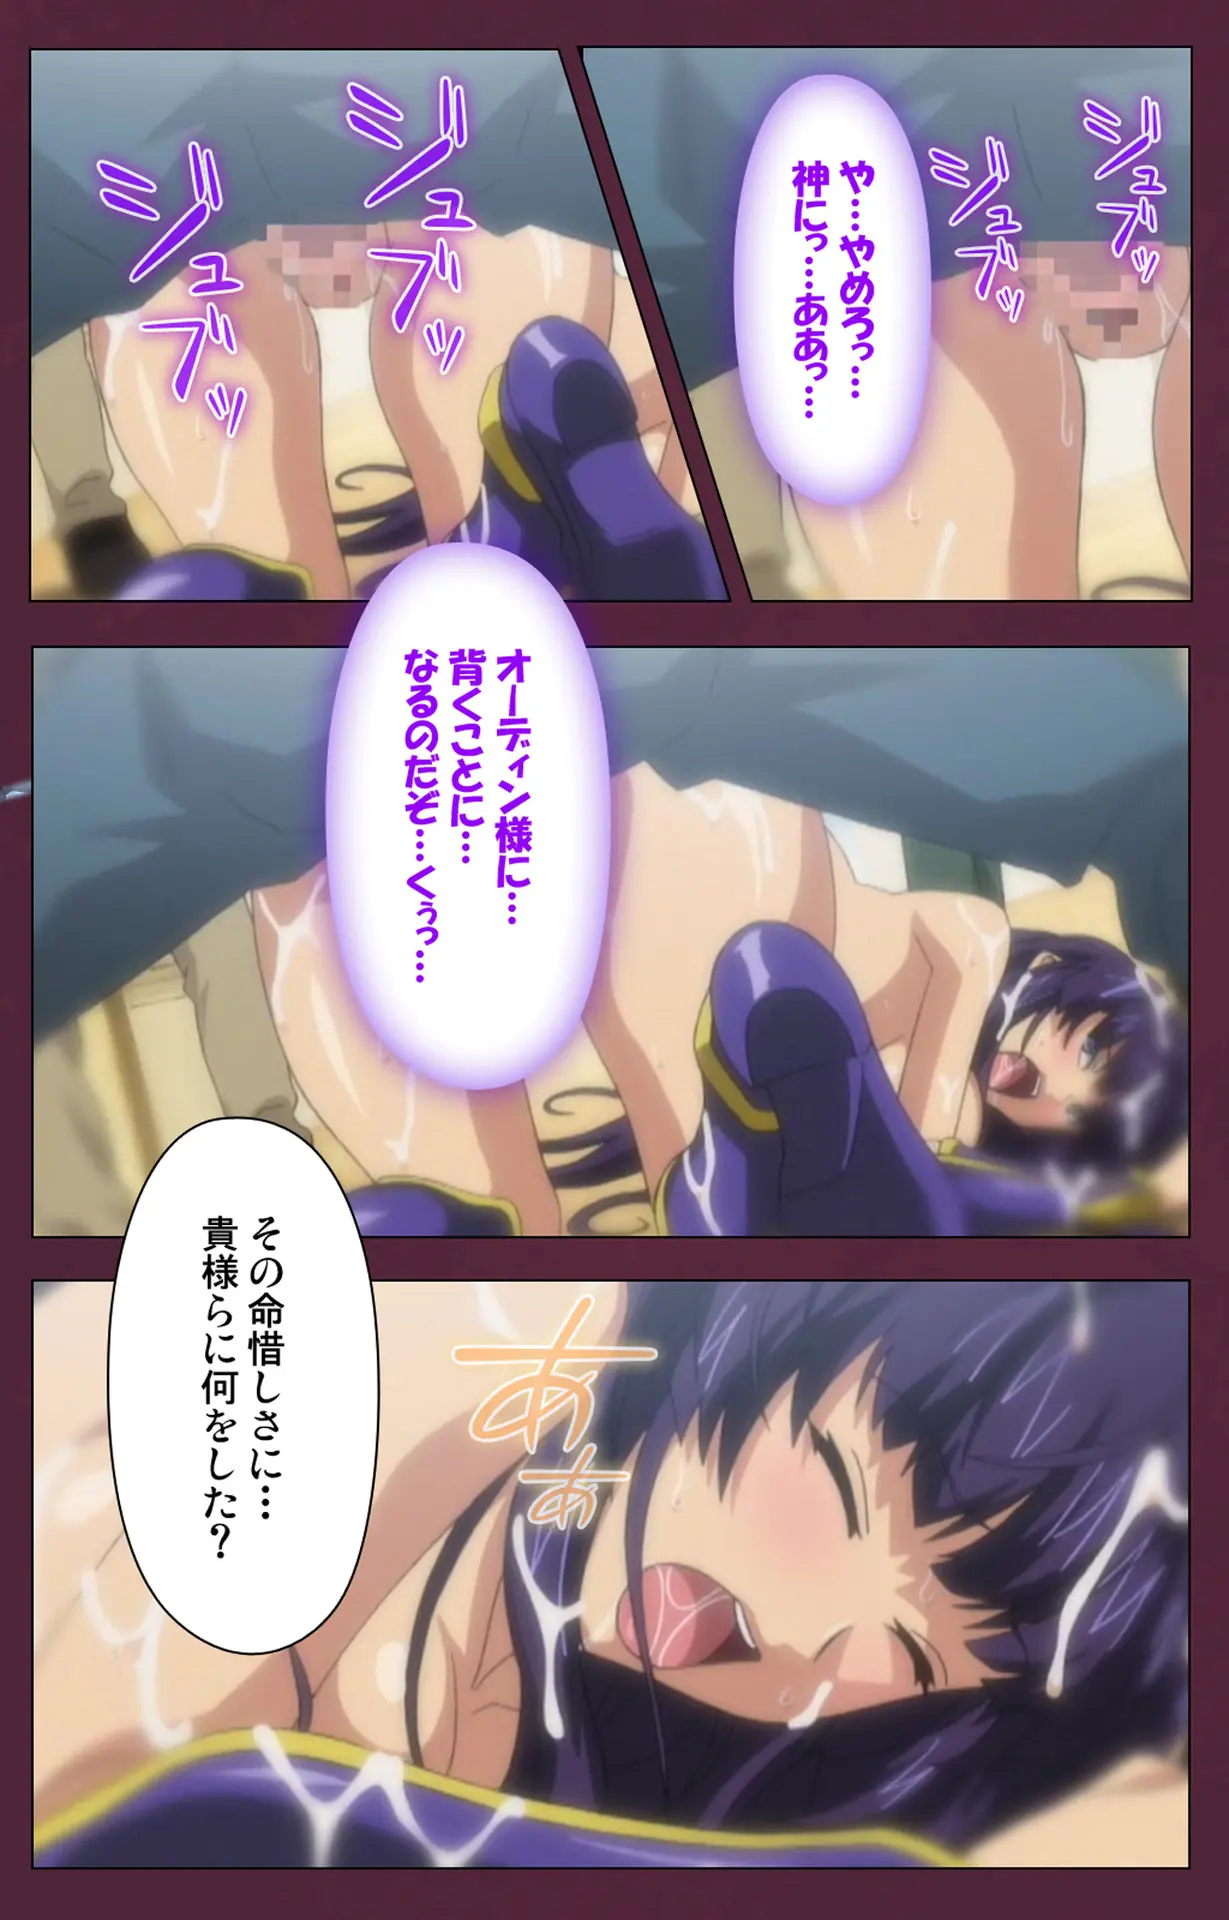 や…やめろっ…
神にっ…ああっ…
ジュブッ
ジュブッ
ジュブッ
ジュブッ
オーディン様に…
背くことに…
なるのだぞ…くぅっ…
その命惜しさに…
貴様らに何をした？
あぁ